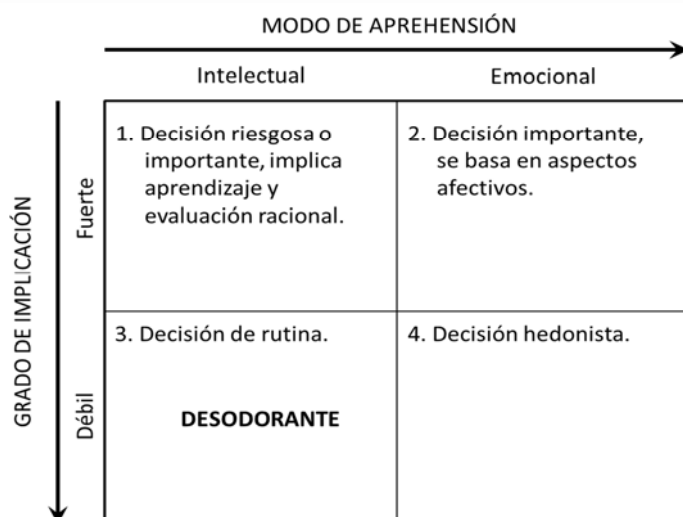 MODO DE APREHENSIÓN
Intelectual
Emocional
GRADO DE IMPLICACIÓN
Fuerte
1. Decisión riesgosa o
importante, implica
aprendizaje y
evaluación racional.
2. Decisión importante,
se basa en aspectos
afectivos.
Débil
3. Decisión de rutina.
DESODORANTE
4. Decisión hedonista.